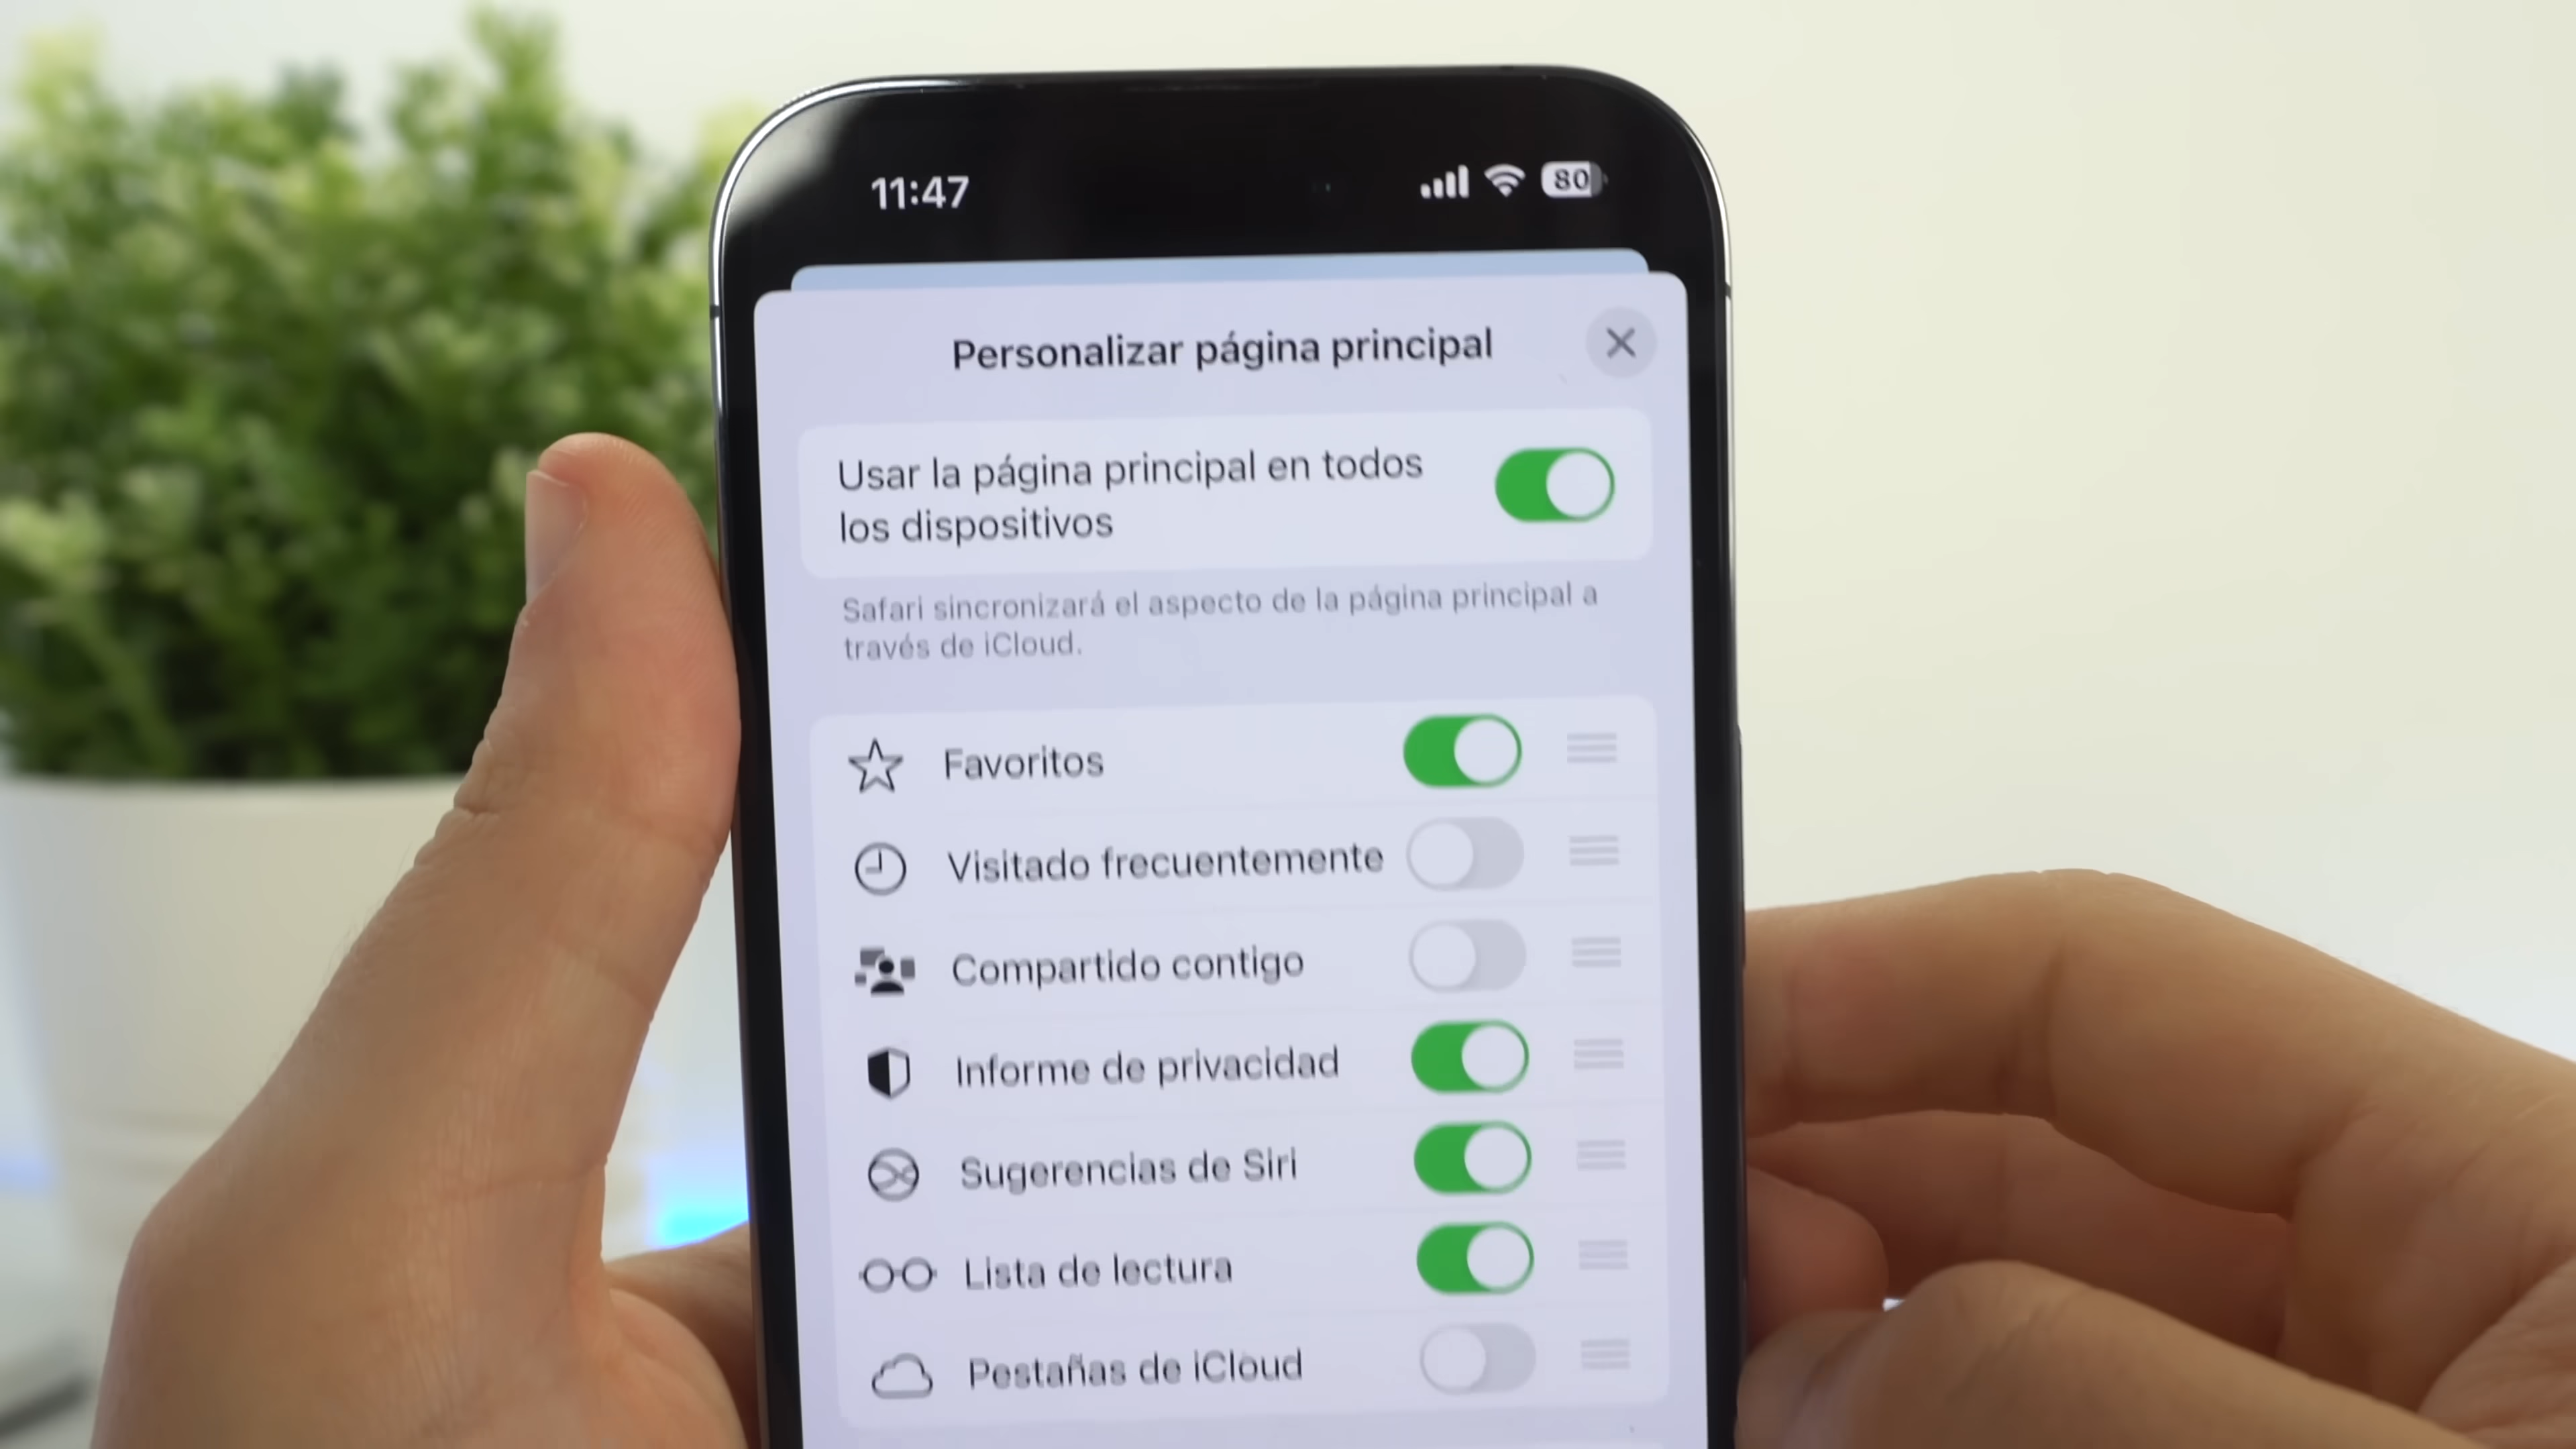 11:47
80
Personalizar página principal
Usar la página principal en todos
los dispositivos
Safari sincronizará el aspecto de la página principal a
través de iCloud.
Favoritos
Visitado frecuentemente
Compartido contigo
Informe de privacidad
Sugerencias de Siri
Lista de lectura
Pestañas de iCloud